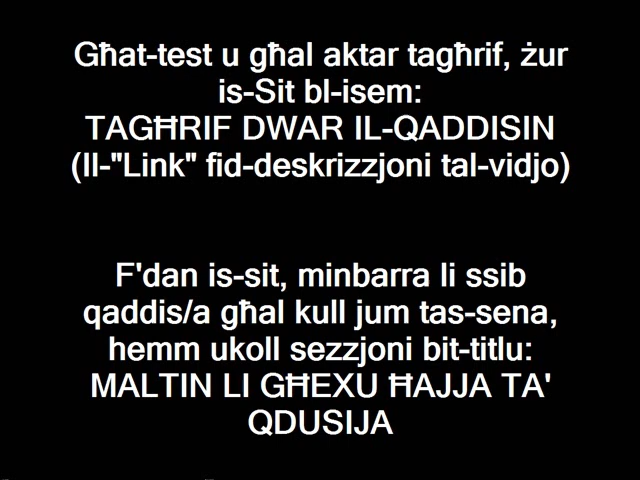 Għat-test u għal aktar tagħrif, żur
is-Sit bl-isem:
TAGĦRIF DWAR IL-QADDISIN
(Il-"Link" fid-deskrizzjoni tal-vidjo)
F'dan is-sit, minbarra li ssib
qaddis/a għal kull jum tas-sena,
hemm ukoll sezzjoni bit-titlu:
MALTIN LI GĦEXU ĦAJJA TA'
QDUSIJA